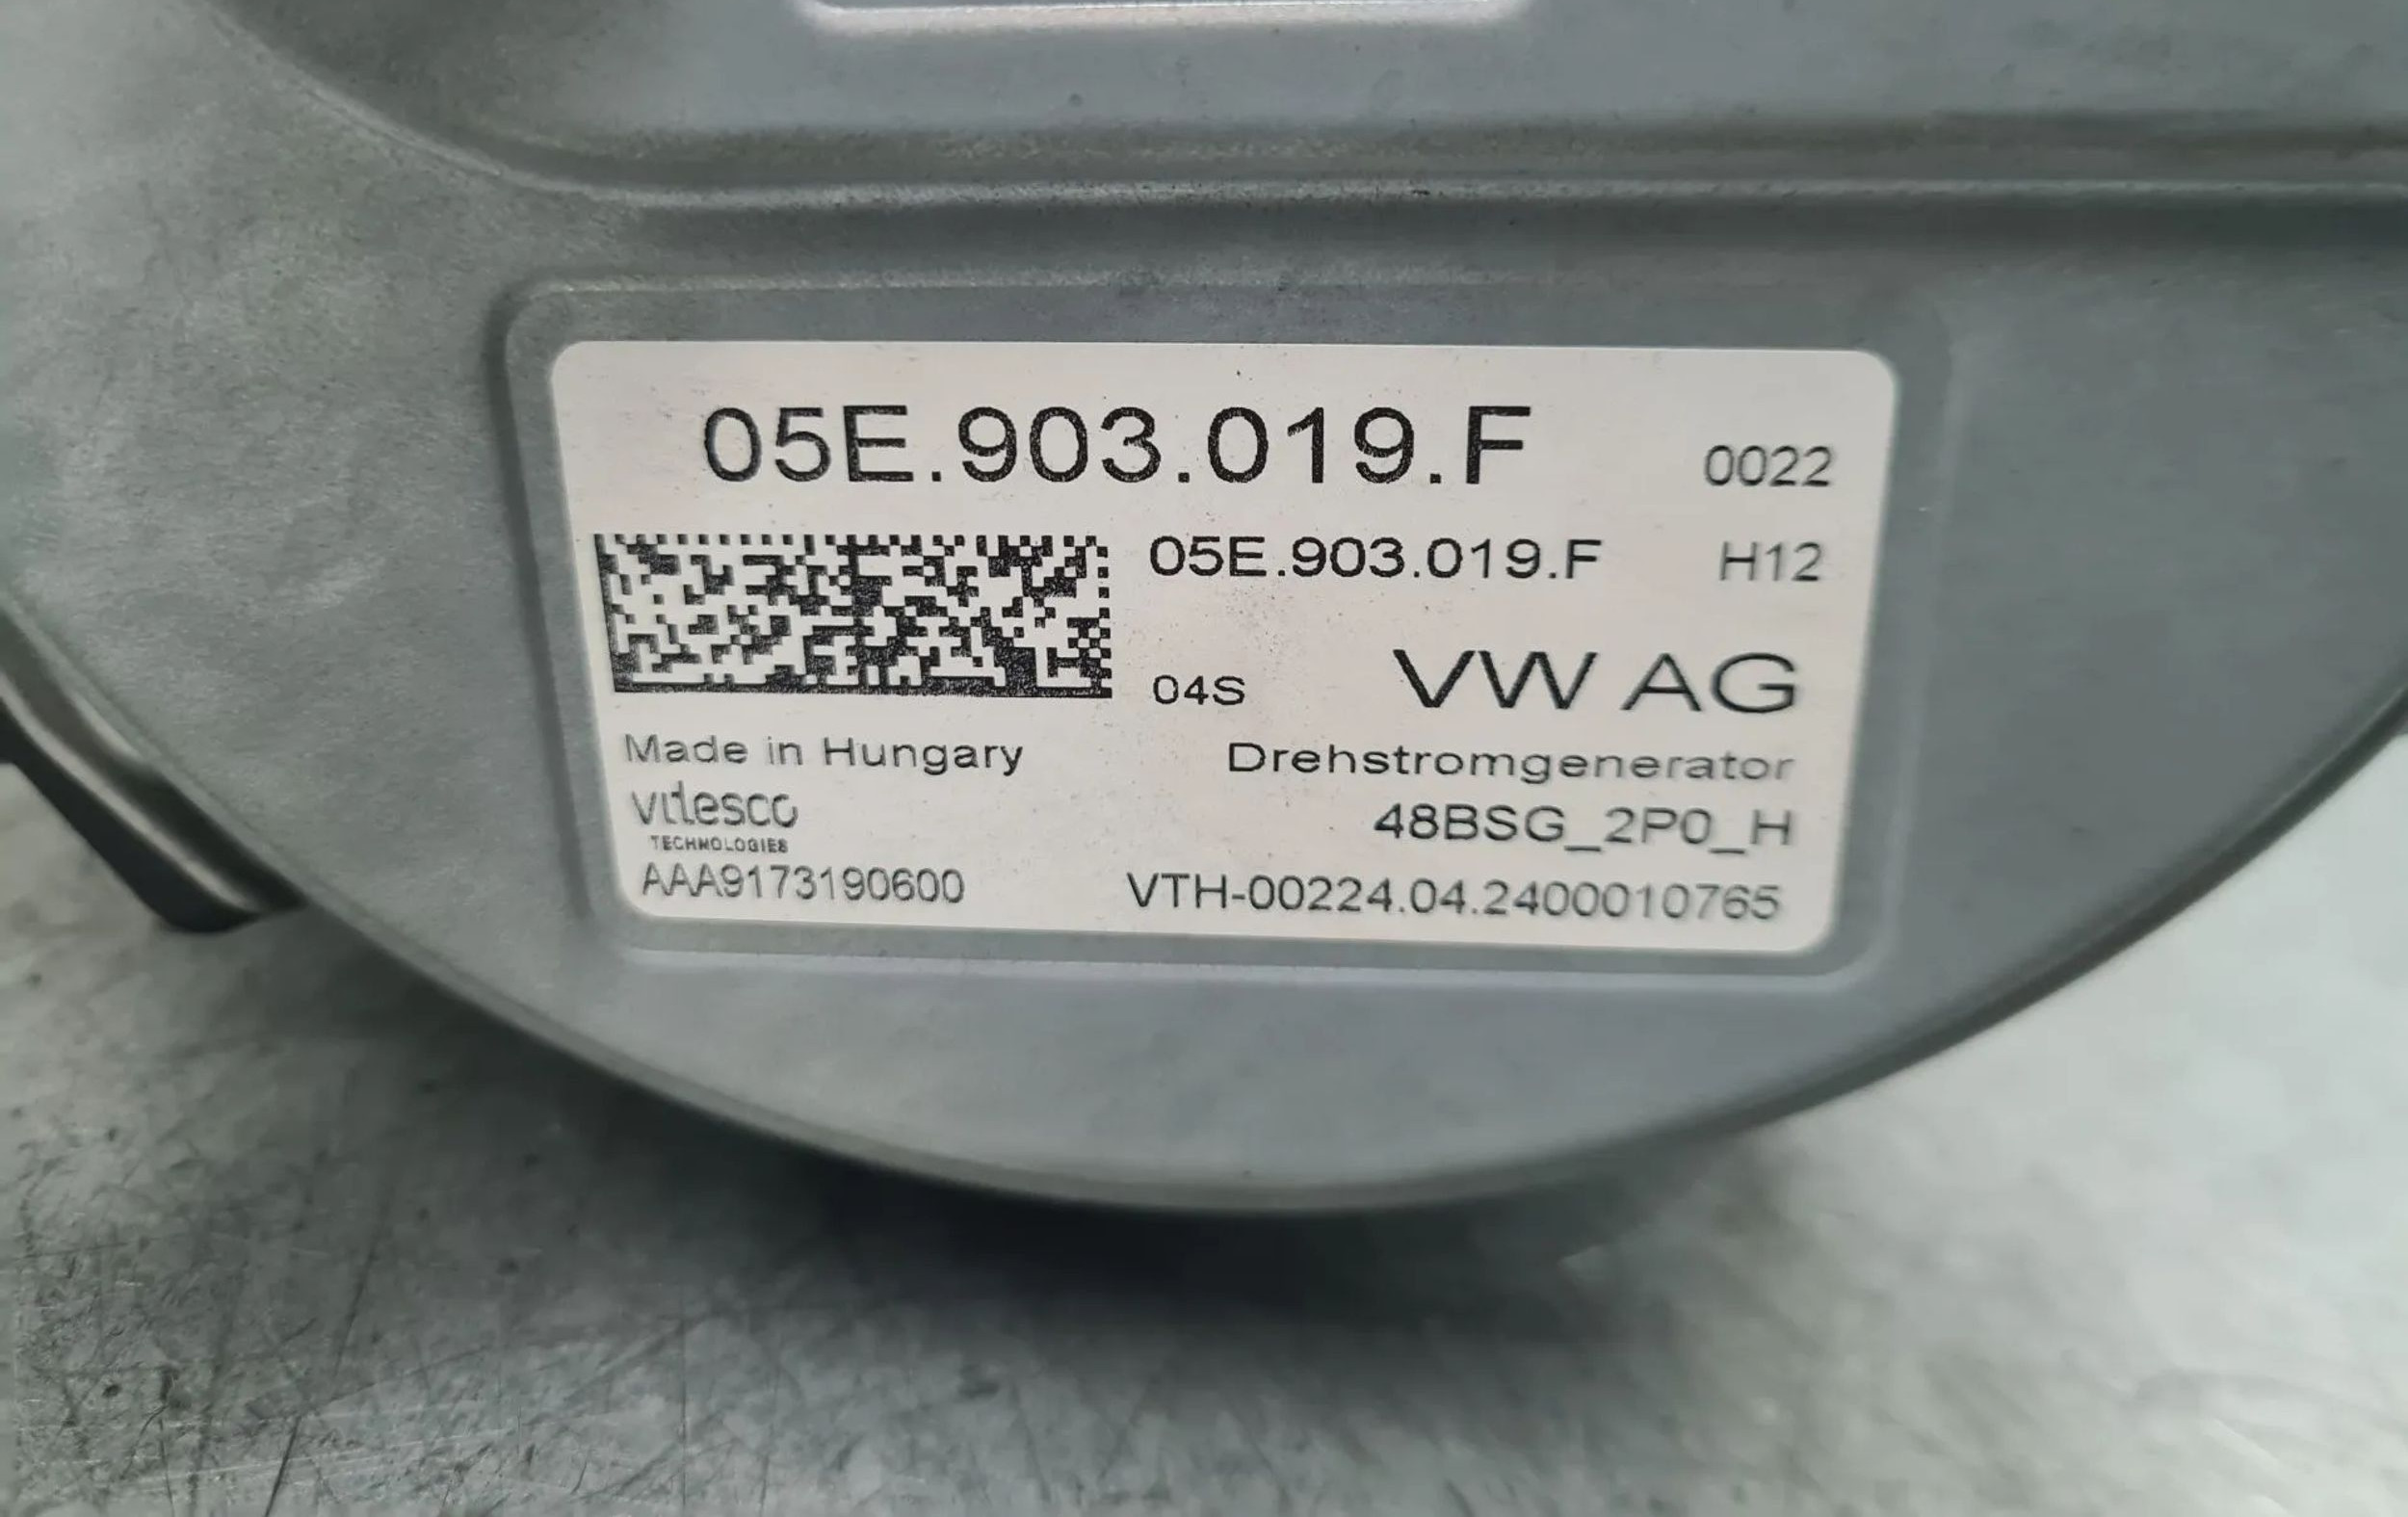 05E.903.019.F 0022
05E.903.019.F H12
04S VW AG
Made in Hungary Drehstromgenerator
vitesco 48BSG_2P0_H
TECHNOLOGIES
AAA9173190600 VTH-00224.04.2400010765